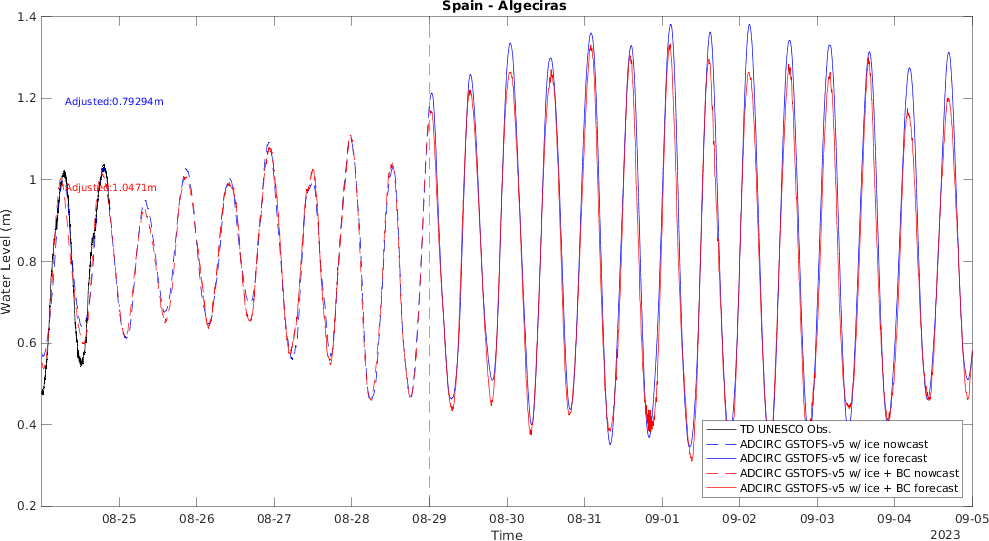 Spain - Algeciras
1.4
1.2
1
0.8
0.6
0.4
0.2
Water Level (m)
Adjusted:0.79294m
Adjusted:1.0471m
TD UNESCO Obs.
ADCIRC GSTOFS-v5 w/ ice nowcast
ADCIRC GSTOFS-v5 w/ ice forecast
ADCIRC GSTOFS-v5 w/ ice + BC nowcast
ADCIRC GSTOFS-v5 w/ ice + BC forecast
08-25 08-26 08-27 08-28 08-29 08-30 08-31 09-01 09-02 09-03 09-04 09-05
Time
2023